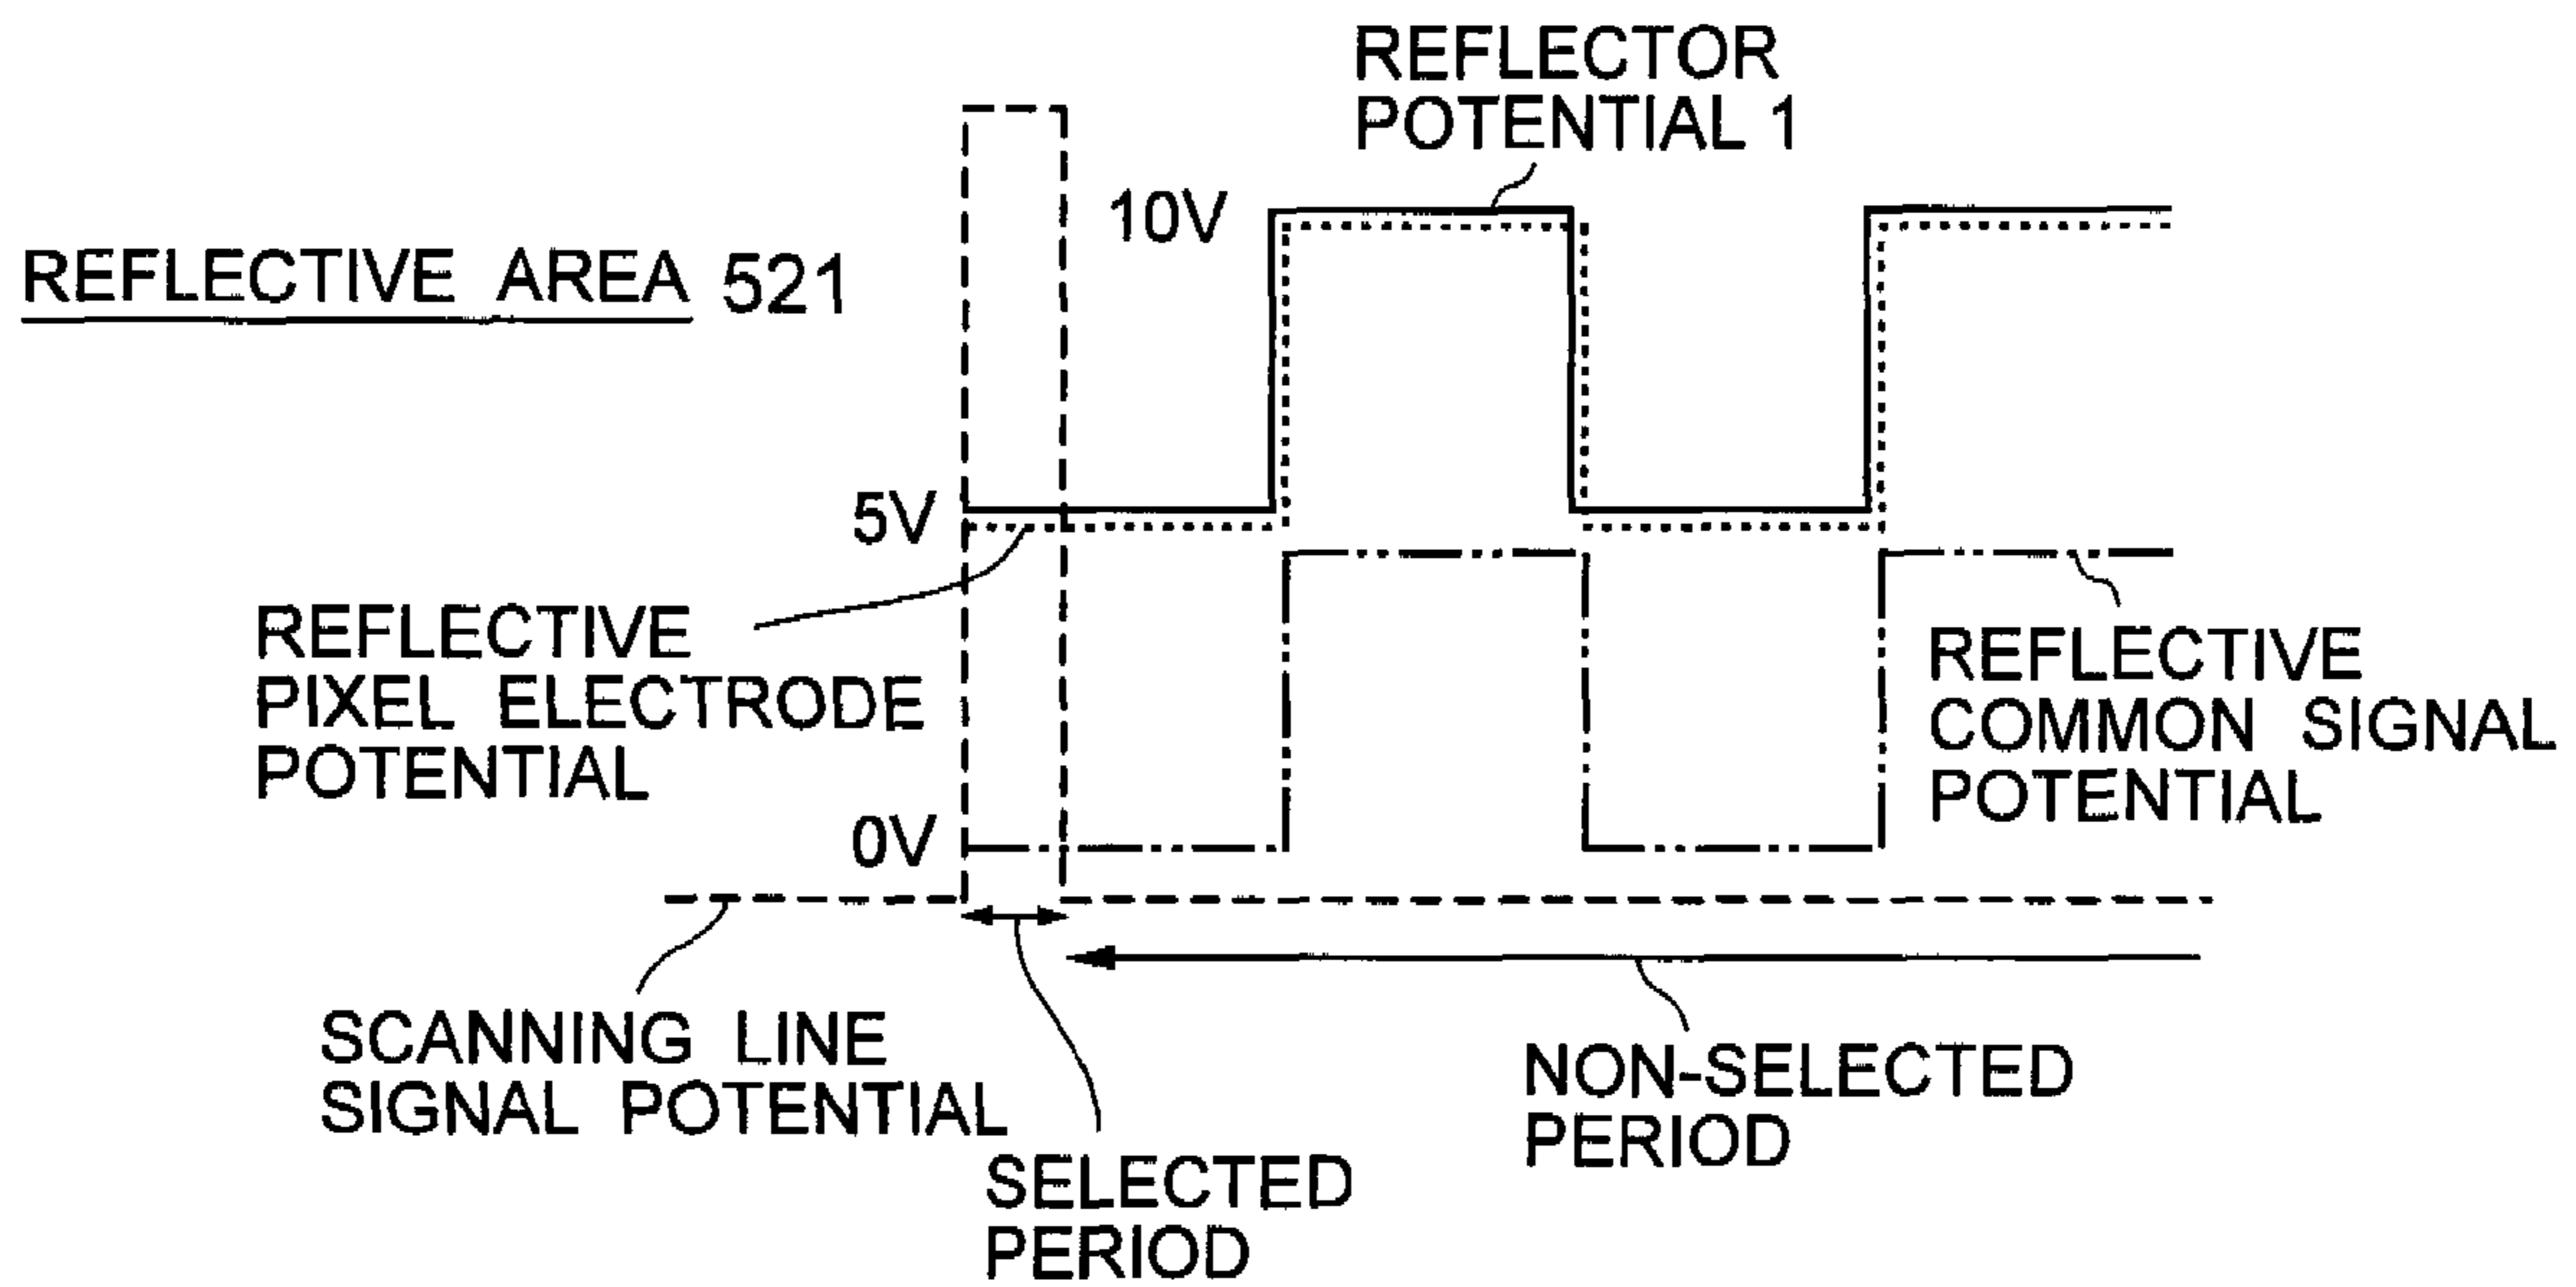 REFLECTOR
POTENTIAL 1
10V
REFLECTIVE AREA 521
5V
REFLECTIVE
PIXEL ELECTRODE
POTENTIAL
REFLECTIVE
COMMON SIGNAL
POTENTIAL
0V
SCANNING LINE
SIGNAL POTENTIAL
NON-SELECTED
PERIOD
SELECTED
PERIOD